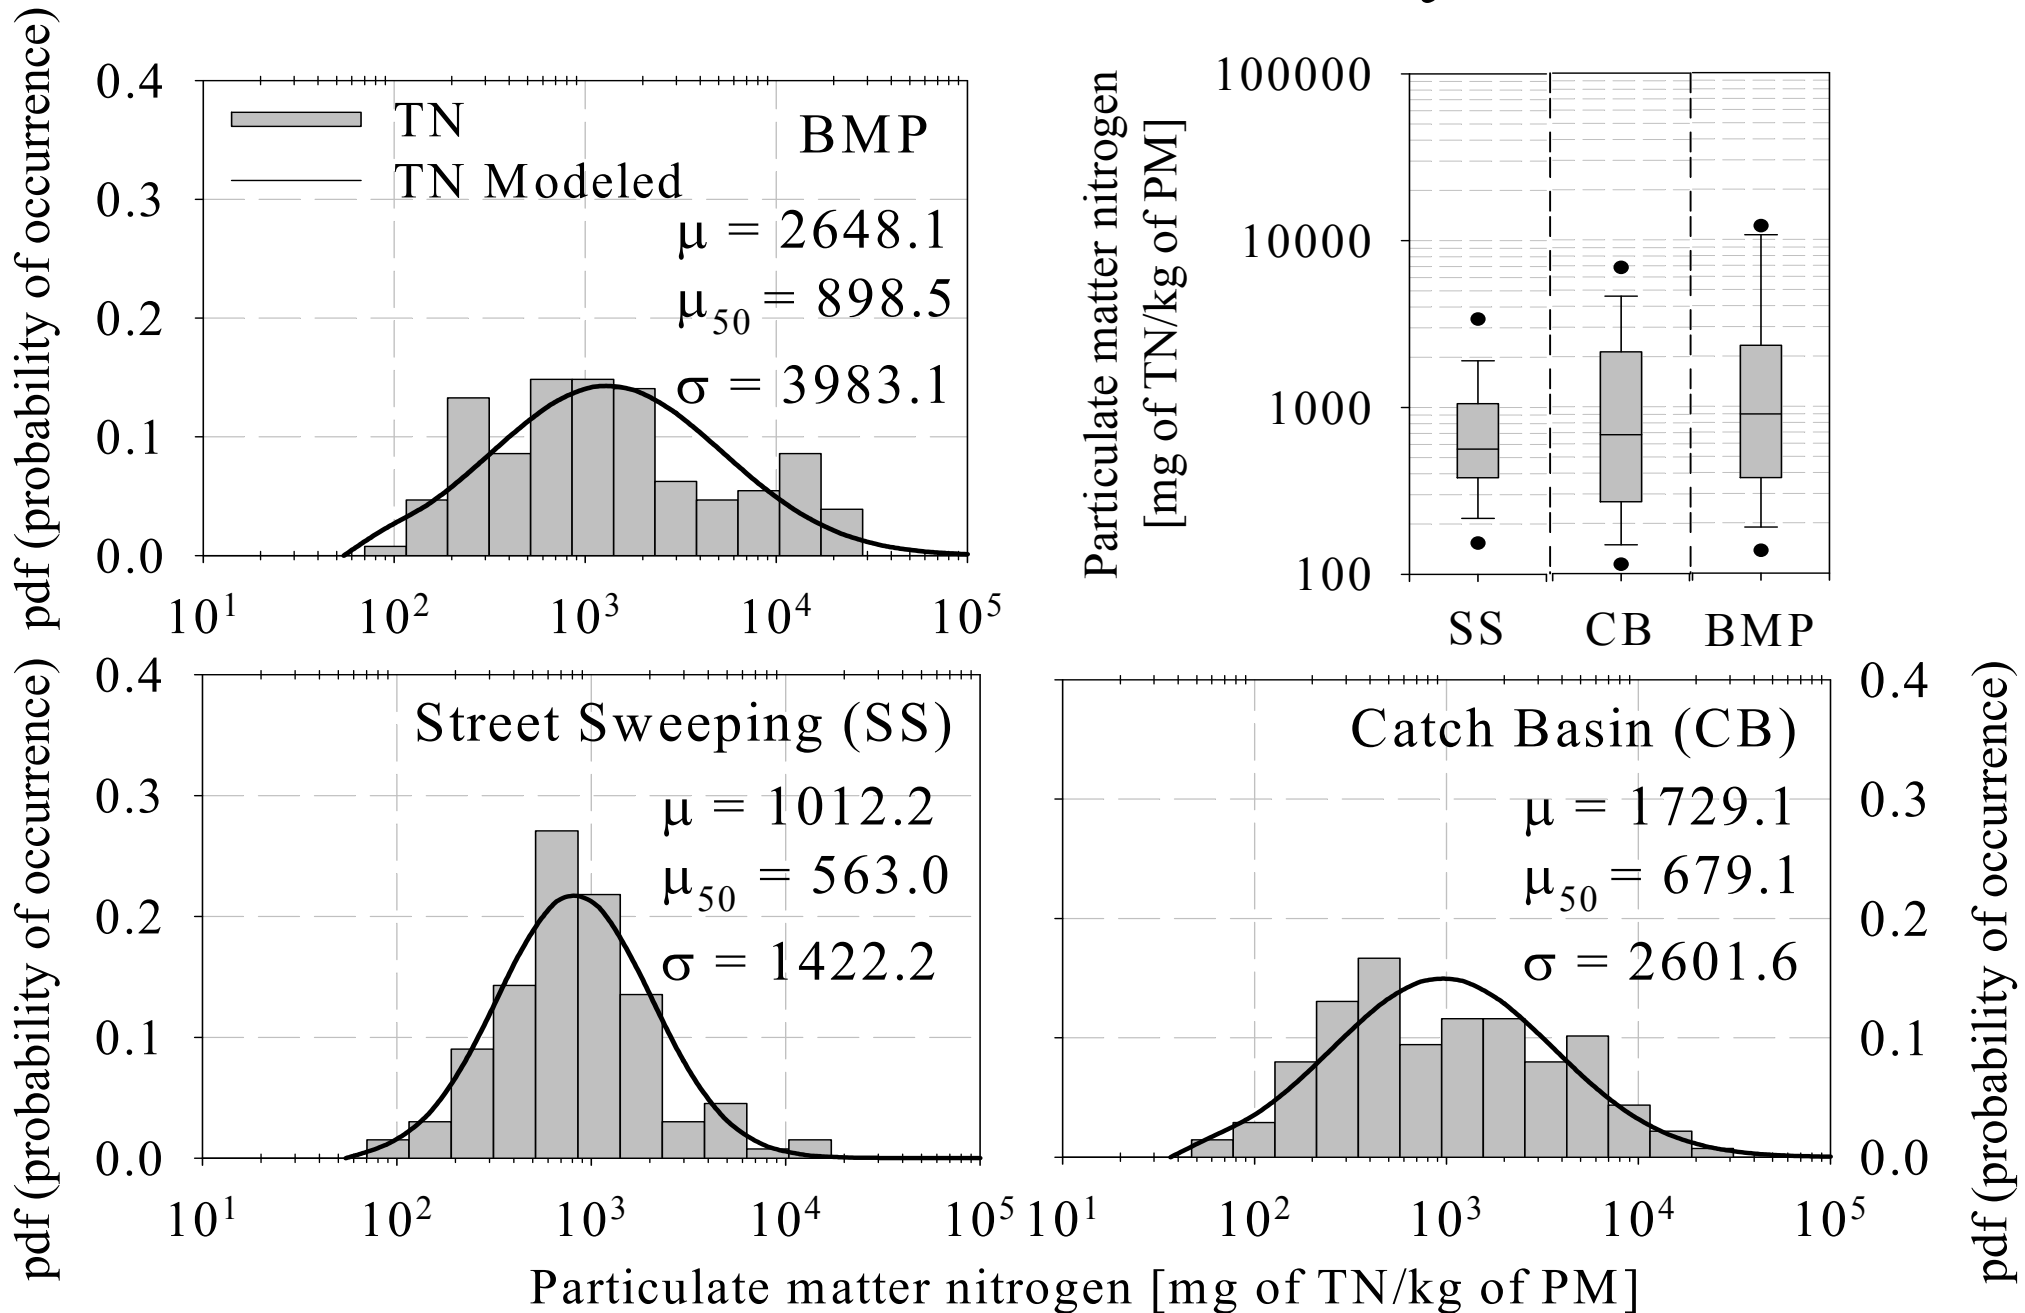 pdf (probability of occurrence)
0.4
0.3
0.2
0.1
0.0
TN
TN Modeled
BMP
μ = 2648.1
μ50 = 898.5
σ = 3983.1
10¹ 10² 10³ 10⁴ 10⁵
Particulate matter nitrogen
[mg of TN/kg of PM]
100000
10000
1000
100
SS CB BMP
pdf (probability of occurrence)
0.4
0.3
0.2
0.1
0.0
Street Sweeping (SS)
μ = 1012.2
μ50 = 563.0
σ = 1422.2
10¹ 10² 10³ 10⁴ 10⁵
Catch Basin (CB)
μ = 1729.1
μ50 = 679.1
σ = 2601.6
0.4
0.3
0.2
0.1
0.0
pdf (probability of occurrence)
10¹ 10² 10³ 10⁴ 10⁵
Particulate matter nitrogen [mg of TN/kg of PM]